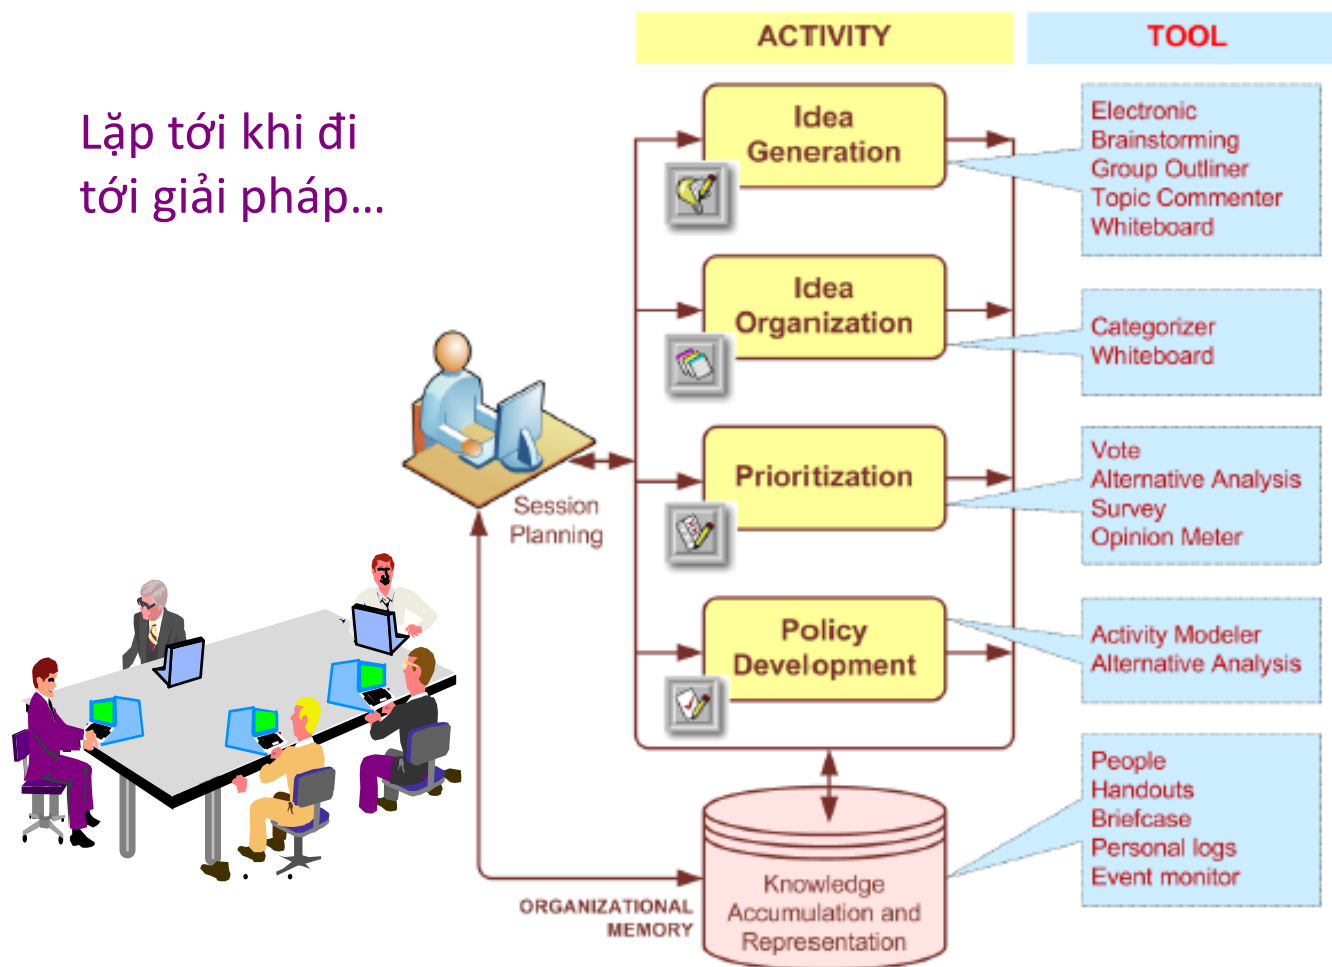 Lặp tới khi đi
tới giải pháp...
ACTIVITY
TOOL
Idea
Generation
Electronic
Brainstorming
Group Outliner
Topic Commenter
Whiteboard
Idea
Organization
Categorizer
Whiteboard
Session
Planning
Prioritization
Vote
Alternative Analysis
Survey
Opinion Meter
Policy
Development
Activity Modeler
Alternative Analysis
ORGANIZATIONAL
MEMORY
Knowledge
Accumulation and
Representation
People
Handouts
Briefcase
Personal logs
Event monitor